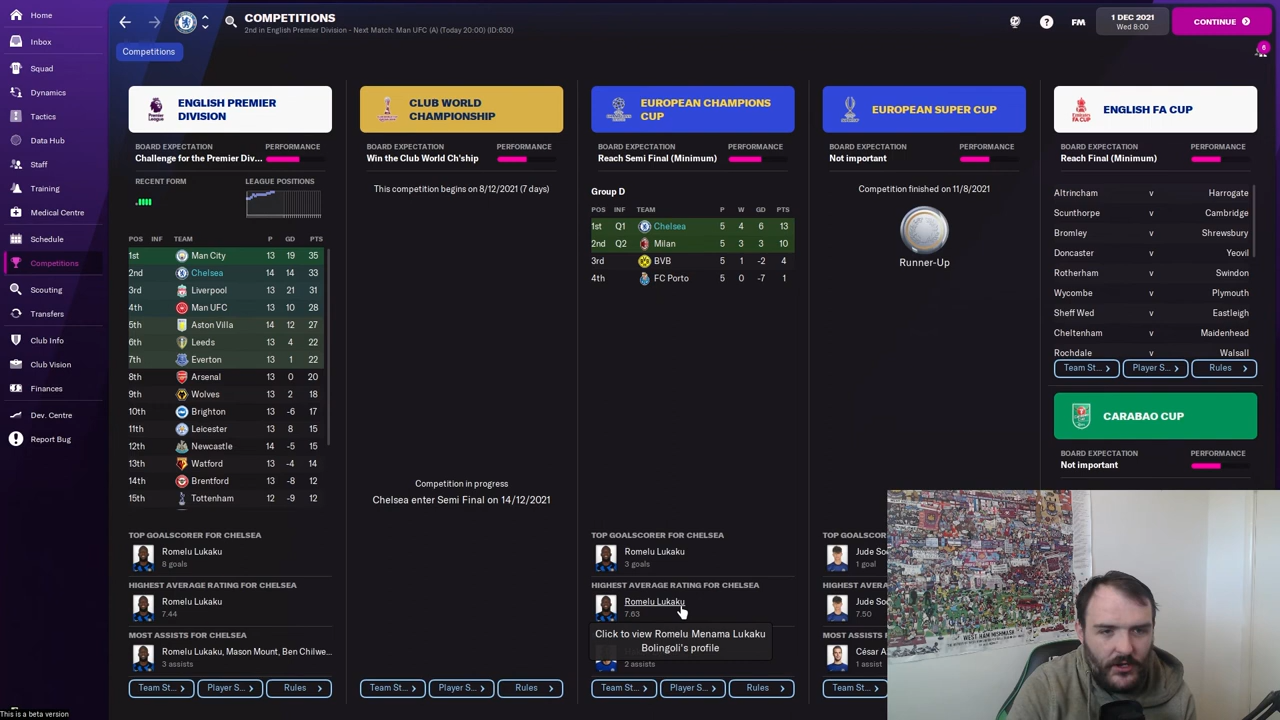 Home
Inbox
Squad
Dynamics
Tactics
Data Hub
Staff
Training
Medical Centre
Schedule
Competitions
Scouting
Transfers
Club Info
Club Vision
Finances
Dev. Centre
Report Bug
This is a beta version
COMPETITIONS
2nd in English Premier Division - Next Match: Man UFC (A) (Today 20:00) (ID:630)
FM
1 DEC 2021
Wed 8:00
CONTINUE
6
Competitions
ENGLISH PREMIER
DIVISION
BOARD EXPECTATION PERFORMANCE
Challenge for the Premier Div...
RECENT FORM LEAGUE POSITIONS
POS INF TEAM P GD PTS
1st Man City 13 19 35
2nd Chelsea 14 14 33
3rd Liverpool 13 21 31
4th Man UFC 13 10 28
5th Aston Villa 14 12 27
6th Leeds 13 4 22
7th Everton 13 1 22
8th Arsenal 13 0 20
9th Wolves 13 2 18
10th Brighton 13 -6 17
11th Leicester 13 8 15
12th Newcastle 14 -5 15
13th Watford 13 -4 14
14th Brentford 13 -8 12
15th Tottenham 12 -9 12
TOP GOALSCORER FOR CHELSEA
Romelu Lukaku
8 goals
HIGHEST AVERAGE RATING FOR CHELSEA
Romelu Lukaku
7.44
MOST ASSISTS FOR CHELSEA
Romelu Lukaku, Mason Mount, Ben Chilwe...
3 assists
Team St... Player S... Rules
CLUB WORLD
CHAMPIONSHIP
BOARD EXPECTATION PERFORMANCE
Win the Club World Ch'ship
This competition begins on 8/12/2021 (7 days)
Competition in progress
Chelsea enter Semi Final on 14/12/2021
Team St... Player S... Rules
EUROPEAN CHAMPIONS
CUP
BOARD EXPECTATION PERFORMANCE
Reach Semi Final (Minimum)
Group D
POS INF TEAM P W GD PTS
1st Q1 Chelsea 5 4 6 13
2nd Q2 Milan 5 3 3 10
3rd BVB 5 1 -2 4
4th FC Porto 5 0 -7 1
TOP GOALSCORER FOR CHELSEA
Romelu Lukaku
3 goals
HIGHEST AVERAGE RATING FOR CHELSEA
Romelu Lukaku
7.63
Click to view Romelu Menama Lukaku
Bolingoli's profile
2 assists
Team St... Player S... Rules
EUROPEAN SUPER CUP
BOARD EXPECTATION PERFORMANCE
Not important
Competition finished on 11/8/2021
Runner-Up
TOP GOALSCO
Jude So
1 goal
HIGHEST AVERA
Jude So
7.50
MOST ASSISTS
César A
1 assist
Team St...
ENGLISH FA CUP
BOARD EXPECTATION PERFORMANCE
Reach Final (Minimum)
Altrincham v Harrogate
Scunthorpe v Cambridge
Bromley v Shrewsbury
Doncaster v Yeovil
Rotherham v Swindon
Wycombe v Plymouth
Sheff Wed v Eastleigh
Cheltenham v Maidenhead
Rochdale v Walsall
Team St... Player S... Rules
CARABAO CUP
BOARD EXPECTATION PERFORMANCE
Not important